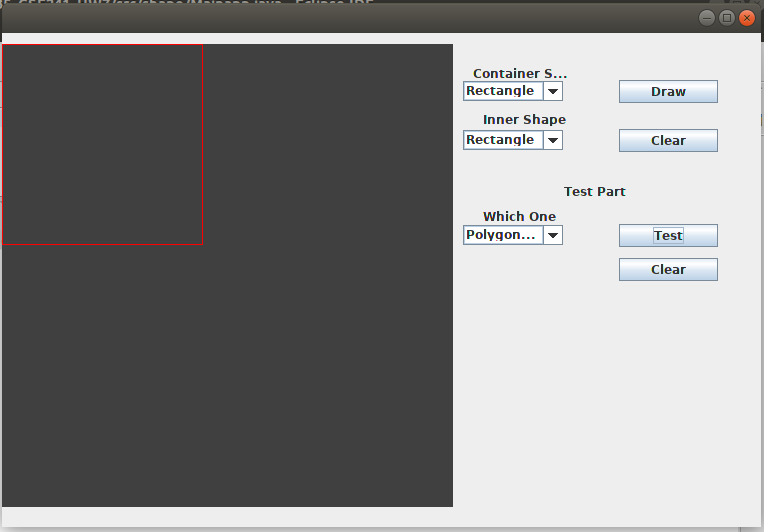 Container S...
Rectangle
Draw
Inner Shape
Rectangle
Clear
Test Part
Which One
Polygon...
Test
Clear